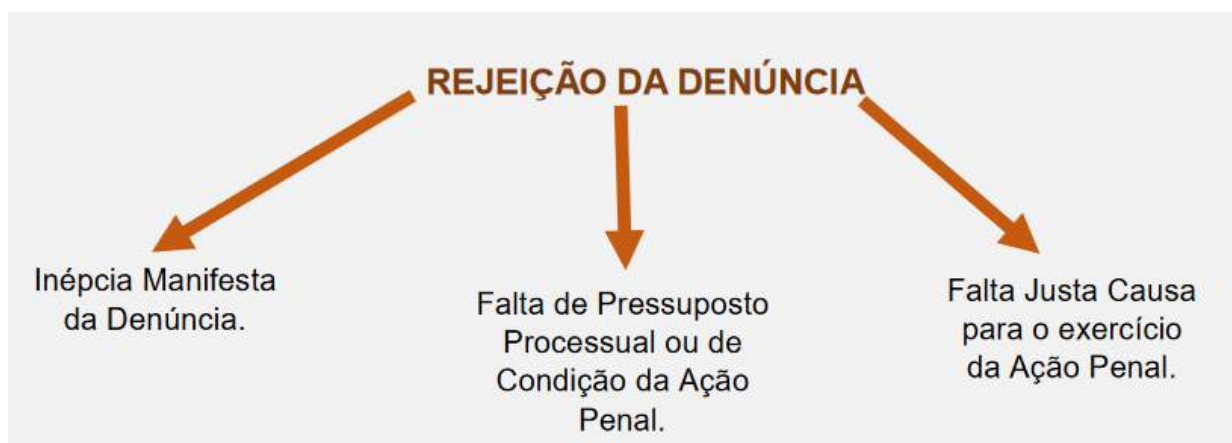 REJEIÇÃO DA DENÚNCIA
Inépcia Manifesta
da Denúncia.
Falta de Pressuposto
Processual ou de
Condição da Ação
Penal.
Falta Justa Causa
para o exercício
da Ação Penal.